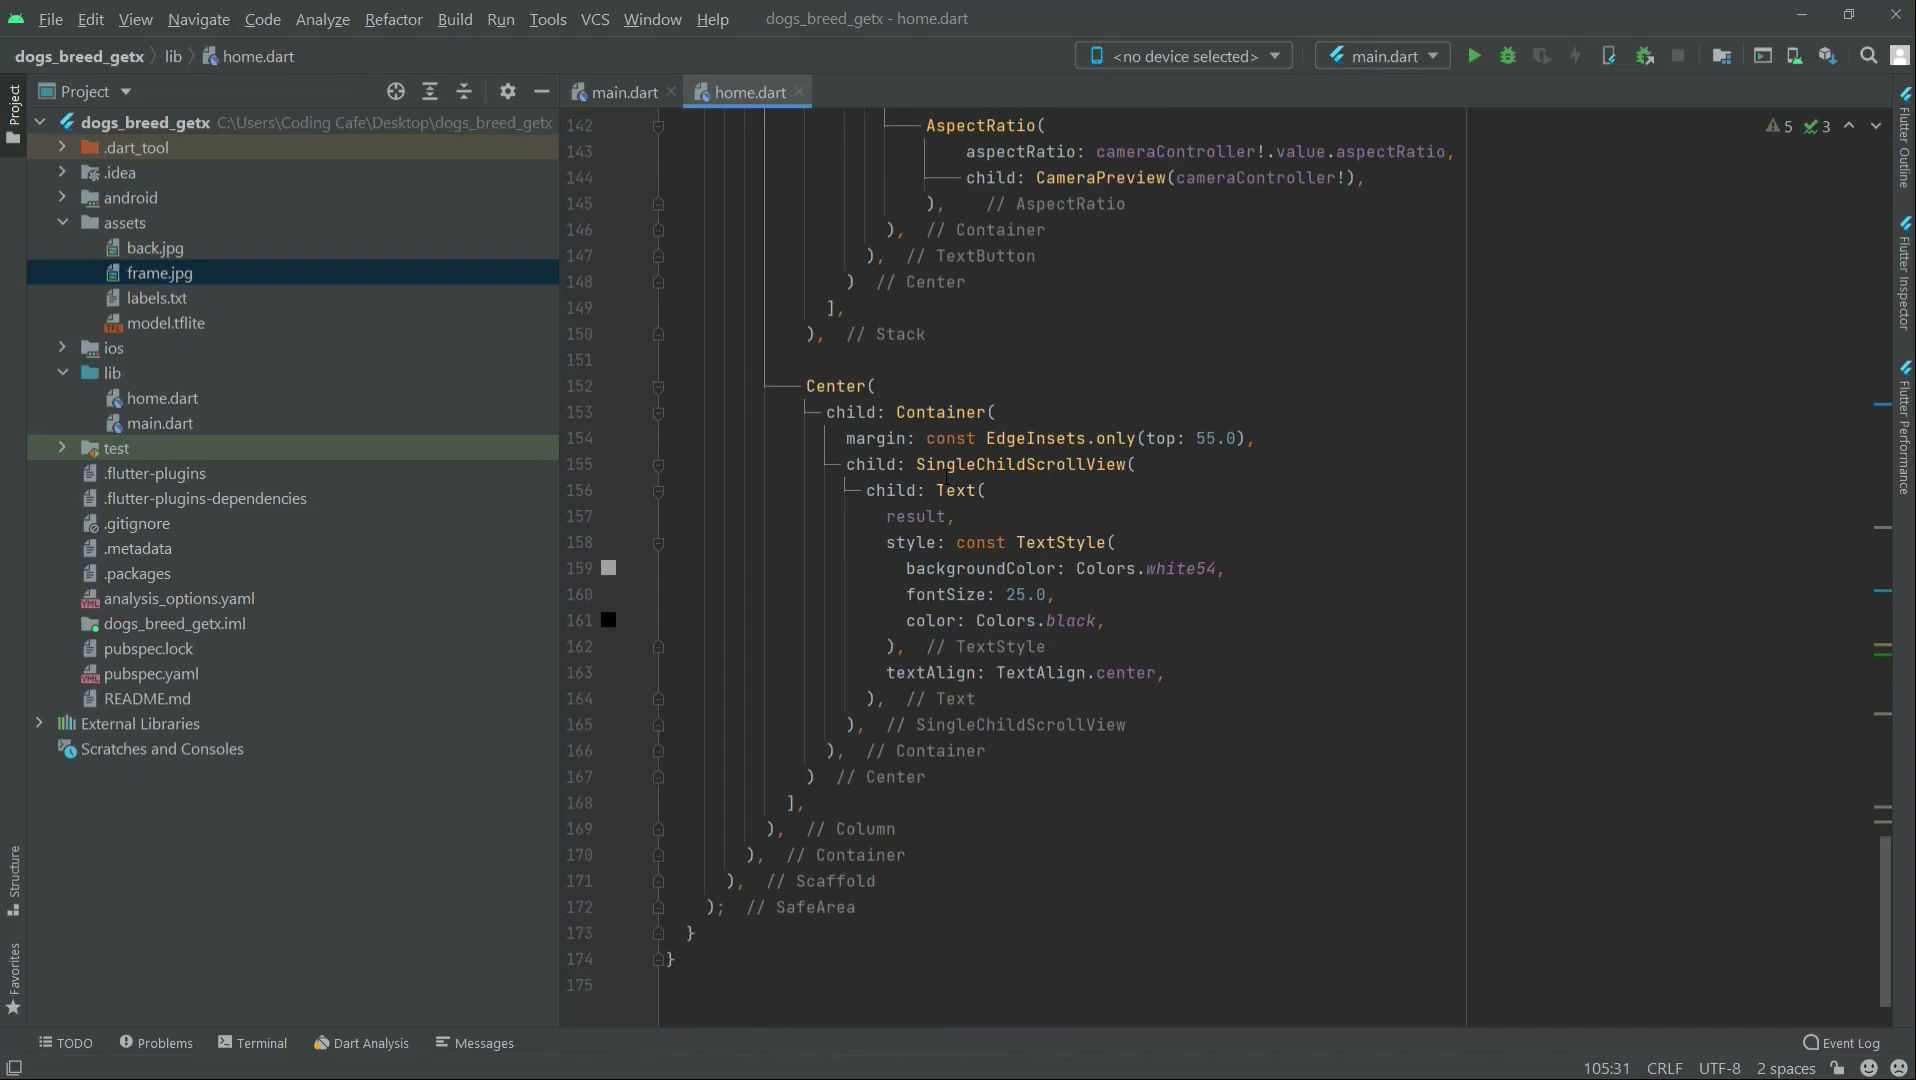 File Edit View Navigate Code Analyze Refactor Build Run Tools VCS Window Help dogs_breed_getx - home.dart
dogs_breed_getx lib home.dart <no device selected> main.dart
Project
Project
main.dart
home.dart
dogs_breed_getx C:\Users\Coding Cafe\Desktop\dogs_breed_getx
.dart_tool
.idea
android
assets
back.jpg
frame.jpg
labels.txt
model.tflite
ios
lib
home.dart
main.dart
test
.flutter-plugins
.flutter-plugins-dependencies
.gitignore
.metadata
.packages
analysis_options.yaml
dogs_breed_getx.iml
pubspec.lock
pubspec.yaml
README.md
External Libraries
Scratches and Consoles
Structure
Favorites
5 3
142 AspectRatio(
143 aspectRatio: cameraController!.value.aspectRatio,
144 child: CameraPreview(cameraController!),
145 ), // AspectRatio
146 ), // Container
147 ), // TextButton
148 ) // Center
149 ],
150 ), // Stack
151
152 Center(
153 child: Container(
154 margin: const EdgeInsets.only(top: 55.0),
155 child: SingleChildScrollView(
156 child: Text(
157 result,
158 style: const TextStyle(
159 backgroundColor: Colors.white54,
160 fontSize: 25.0,
161 color: Colors.black,
162 ), // TextStyle
163 textAlign: TextAlign.center,
164 ), // Text
165 ), // SingleChildScrollView
166 ), // Container
167 ) // Center
168 ],
169 ), // Column
170 ), // Container
171 ), // Scaffold
172 ); // SafeArea
173 }
174 }
175
Flutter Outline
Flutter Inspector
Flutter Performance
TODO Problems Terminal Dart Analysis Messages Event Log
105:31 CRLF UTF-8 2 spaces